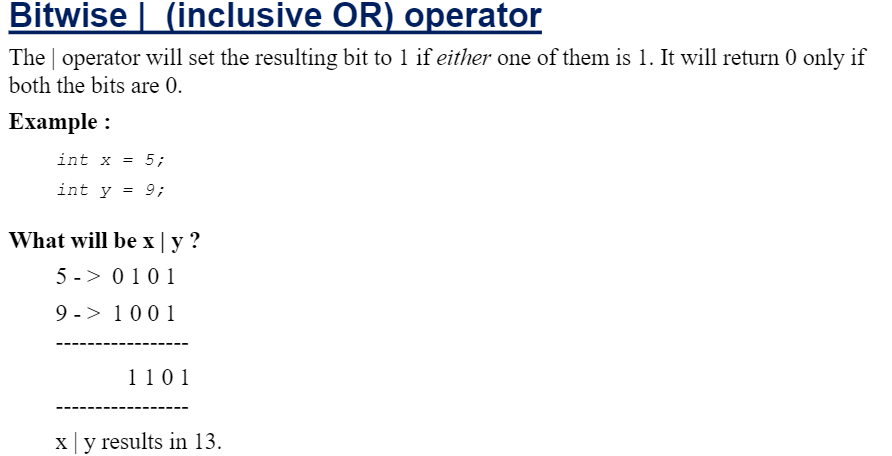 Bitwise | (inclusive OR) operator
The | operator will set the resulting bit to 1 if either one of them is 1. It will return 0 only if
both the bits are 0.
Example :
int x = 5;
int y = 9;
What will be x | y ?
5 - > 0 1 0 1
9 - > 1 0 0 1
-----------------
1 1 0 1
-----------------
x | y results in 13.